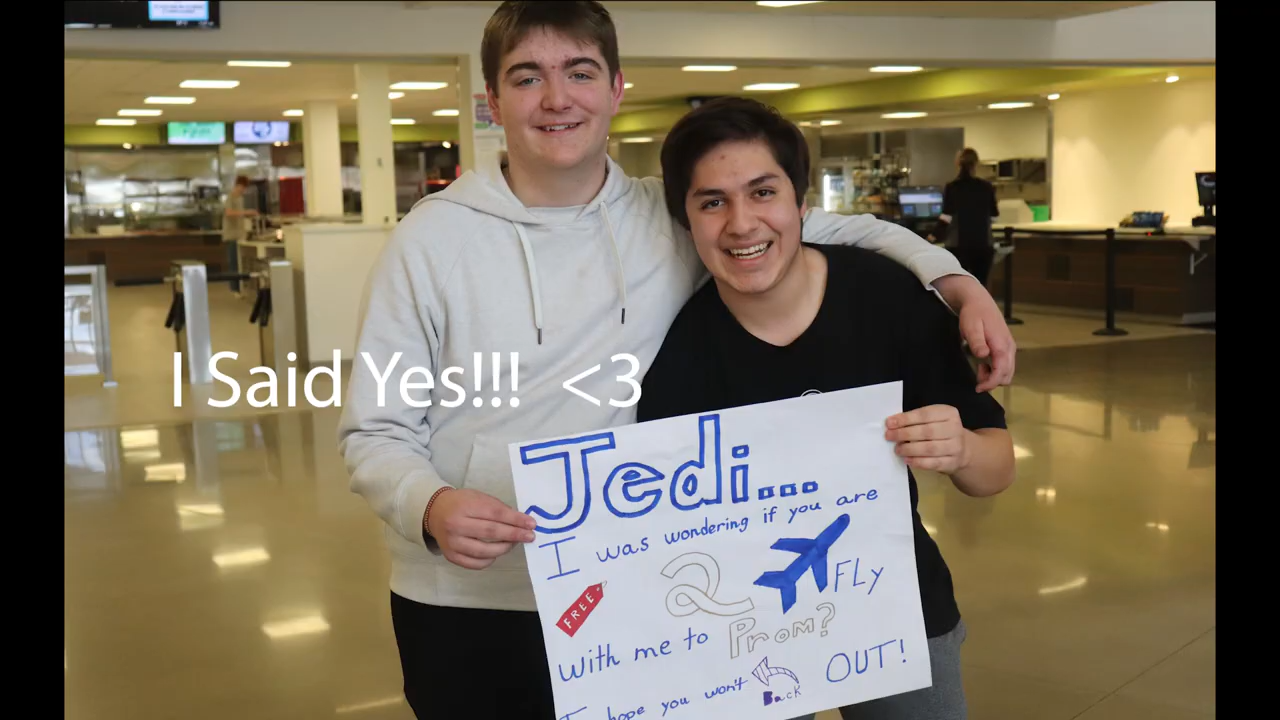 I Said Yes!!! <3
Jedi...
I was wondering if you are
FREE 2 FLY
with me to Prom?
I hope you won't Back OUT!